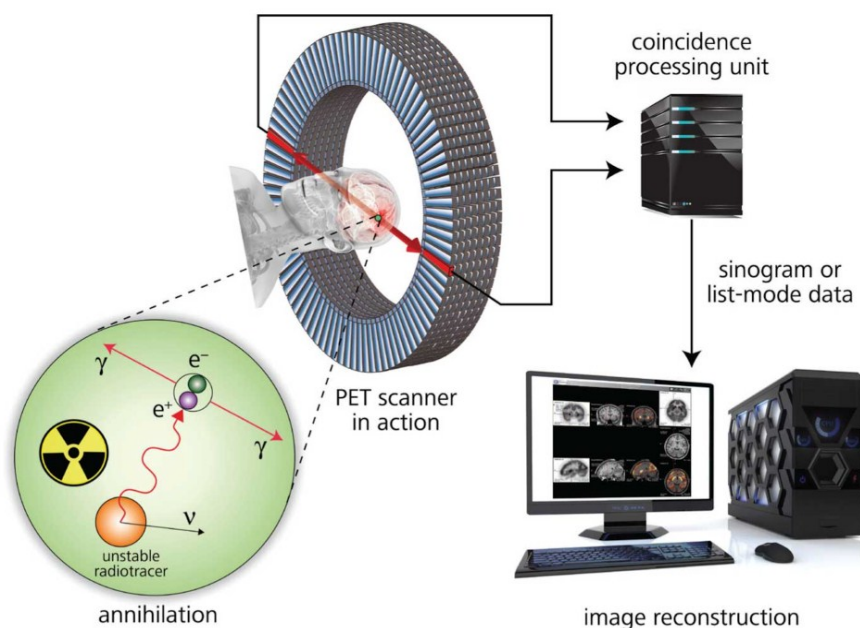 coincidence
processing unit
sinogram or
list-mode data
PET scanner
in action
γ
e⁻
e⁺
γ
ν
unstable
radiotracer
annihilation
image reconstruction